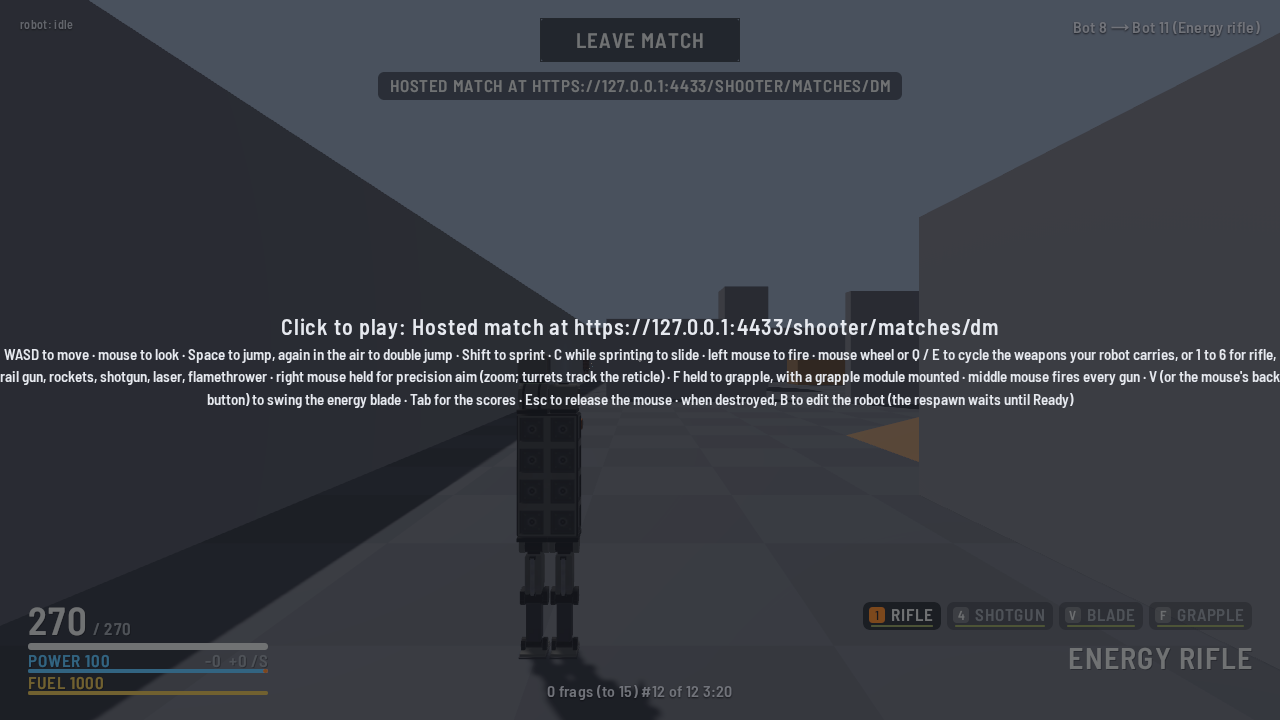 robot: idle
LEAVE MATCH
Bot 8 → Bot 11 (Energy rifle)
HOSTED MATCH AT HTTPS://127.0.0.1:4433/SHOOTER/MATCHES/DM
Click to play: Hosted match at https://127.0.0.1:4433/shooter/matches/dm
WASD to move · mouse to look · Space to jump, again in the air to double jump · Shift to sprint · C while sprinting to slide · left mouse to fire · mouse wheel or Q / E to cycle the weapons your robot carries, or 1 to 6 for rifle,
rail gun, rockets, shotgun, laser, flamethrower · right mouse held for precision aim (zoom; turrets track the reticle) · F held to grapple, with a grapple module mounted · middle mouse fires every gun · V (or the mouse's back
button) to swing the energy blade · Tab for the scores · Esc to release the mouse · when destroyed, B to edit the robot (the respawn waits until Ready)
270 / 270
POWER 100 -0 +0 /S
FUEL 1000
1 RIFLE 4 SHOTGUN V BLADE F GRAPPLE
ENERGY RIFLE
0 frags (to 15) #12 of 12 3:20